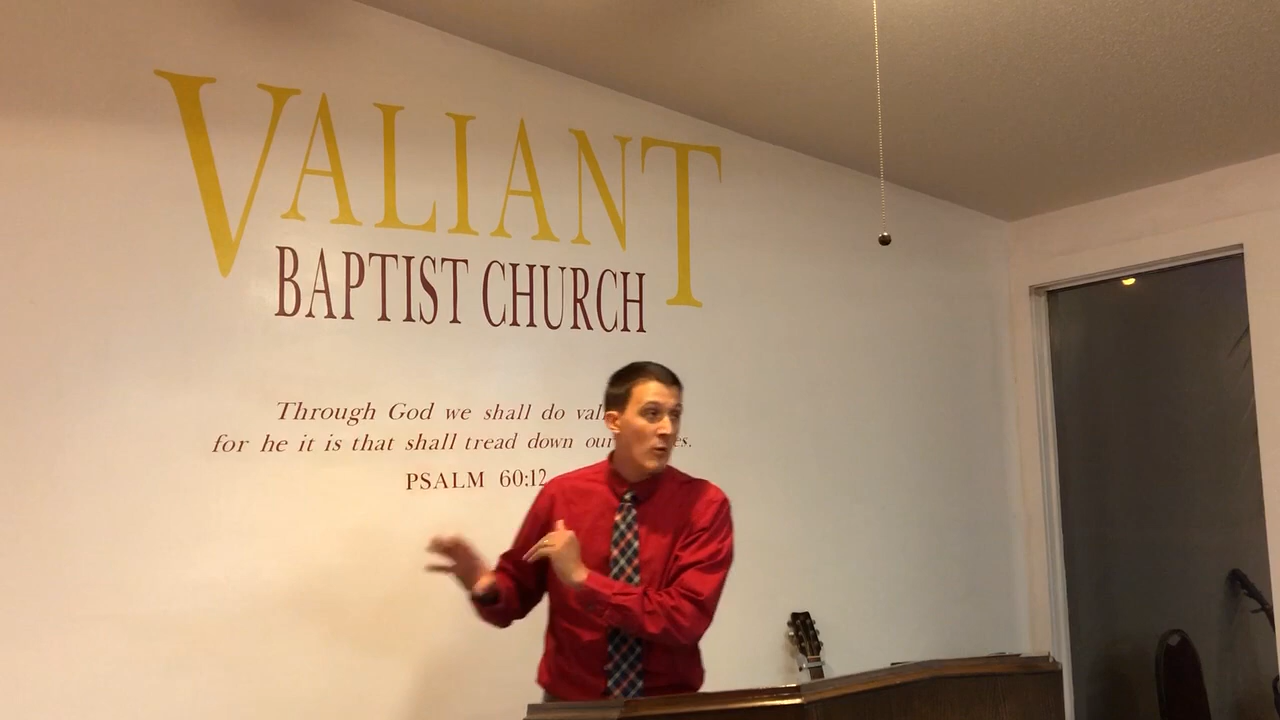 VALIANT
BAPTIST CHURCH
Through God we shall do
for he it is that shall tread down
PSALM 60:12